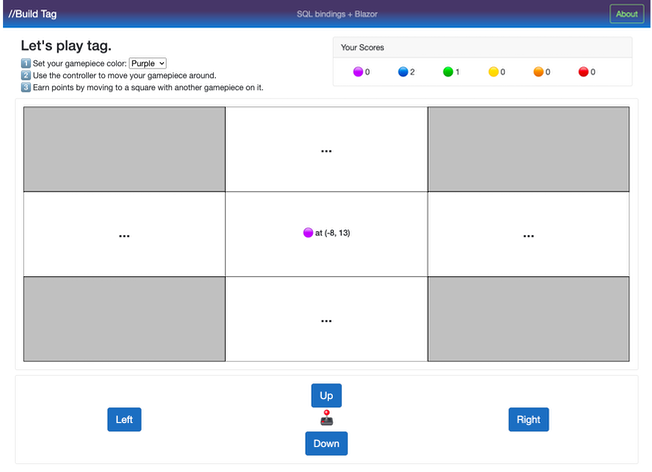 //Build Tag
SQL bindings + Blazor
About
Let's play tag.
1 Set your gamepiece color: Purple
2 Use the controller to move your gamepiece around.
3 Earn points by moving to a square with another gamepiece on it.
Your Scores
0 2 1 0 0 0
...
...
at (-8, 13)
...
...
Up
Left
Right
Down